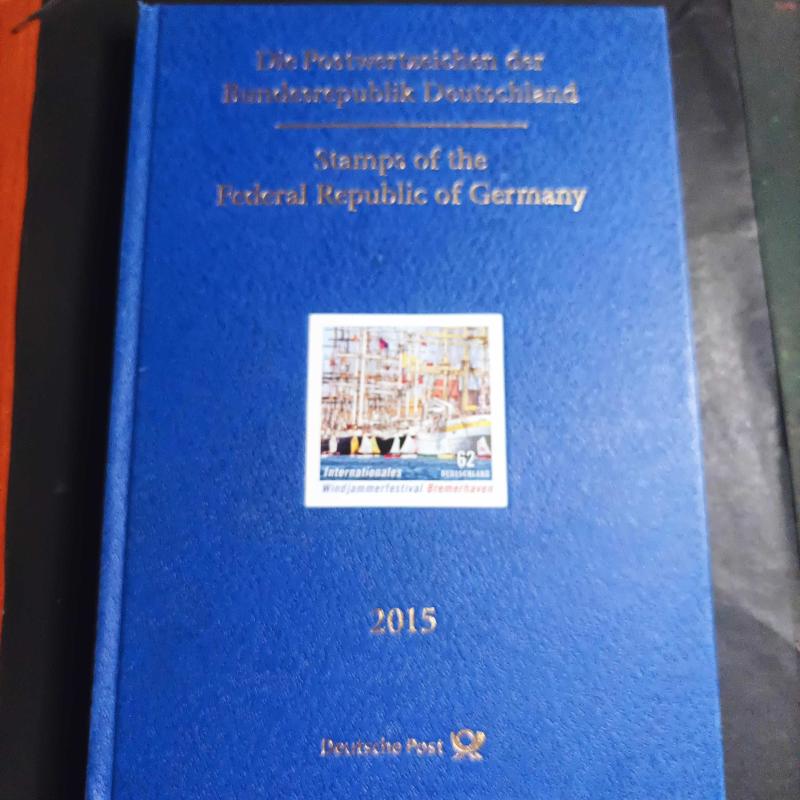 Die Postwertzeichen der
Bundesrepublik Deutschland
Stamps of the
Federal Republic of Germany
62
Internationales
DEUTSCHLAND
Windjammerfestival Bremerhaven
2015
Deutsche Post